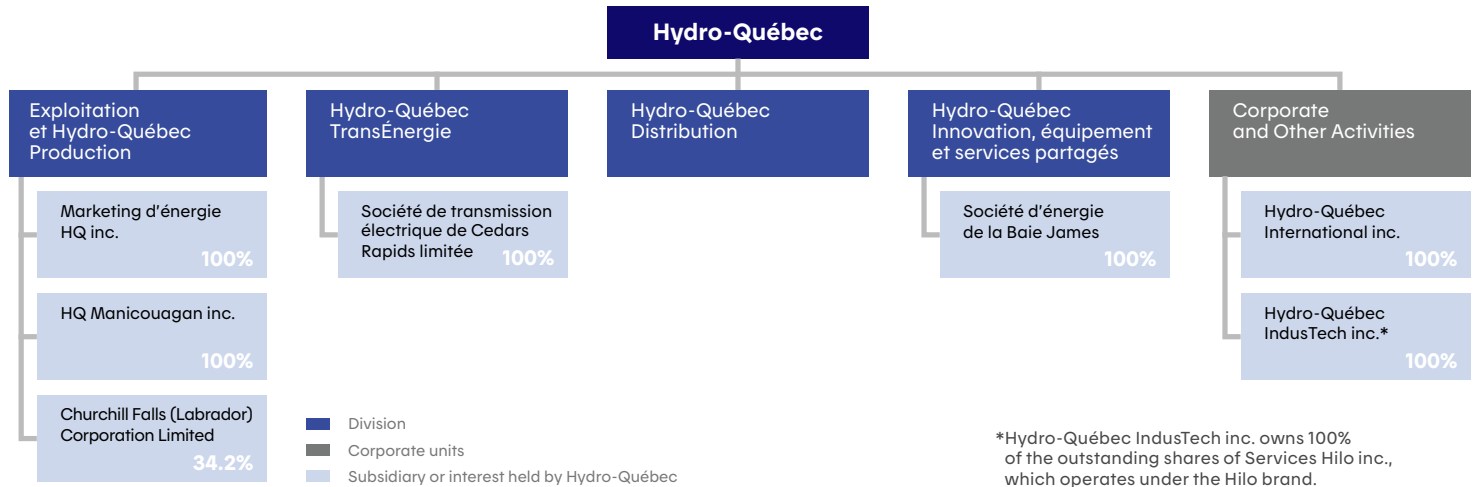 Hydro-Québec
Exploitation
et Hydro-Québec
Production
Marketing d'énergie
HQ inc.
100%
HQ Manicouagan inc.
100%
Churchill Falls (Labrador)
Corporation Limited
34.2%
Hydro-Québec
TransÉnergie
Société de transmission
électrique de Cedars
Rapids limitée
100%
Hydro-Québec
Distribution
Hydro-Québec
Innovation, équipement
et services partagés
Société d'énergie
de la Baie James
100%
Corporate
and Other Activities
Hydro-Québec
International inc.
100%
Hydro-Québec
IndusTech inc.*
100%
Division
Corporate units
Subsidiary or interest held by Hydro-Québec
*Hydro-Québec IndusTech inc. owns 100%
of the outstanding shares of Services Hilo inc.,
which operates under the Hilo brand.